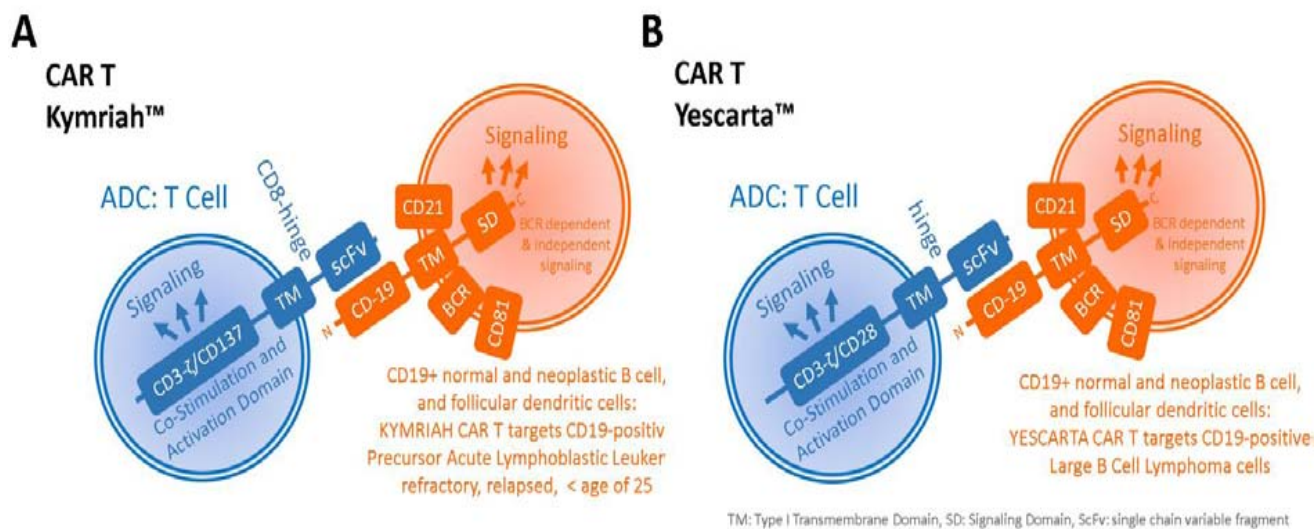 A
CAR T
Kymriah™
ADC: T Cell
CD8-hinge
Signaling
CD3-ζ/CD137
Co-Stimulation and
Activation Domain
TM
scFv
N
CD-19
TM
CD21
BCR
CD81
SD
C
Signaling
BCR dependent
& independent
signaling
CD19+ normal and neoplastic B cell,
and follicular dendritic cells:
KYMRIAH CAR T targets CD19-positiv
Precursor Acute Lymphoblastic Leuker
refractory, relapsed, < age of 25
B
CAR T
Yescarta™
ADC: T Cell
hinge
Signaling
CD3-ζ/CD28
Co-Stimulation and
Activation Domain
TM
scFv
N
CD-19
TM
CD21
BCR
CD81
SD
C
Signaling
BCR dependent
& independent
signaling
CD19+ normal and neoplastic B cell,
and follicular dendritic cells:
YESCARTA CAR T targets CD19-positive
Large B Cell Lymphoma cells
TM: Type I Transmembrane Domain, SD: Signaling Domain, ScFv: single chain variable fragment